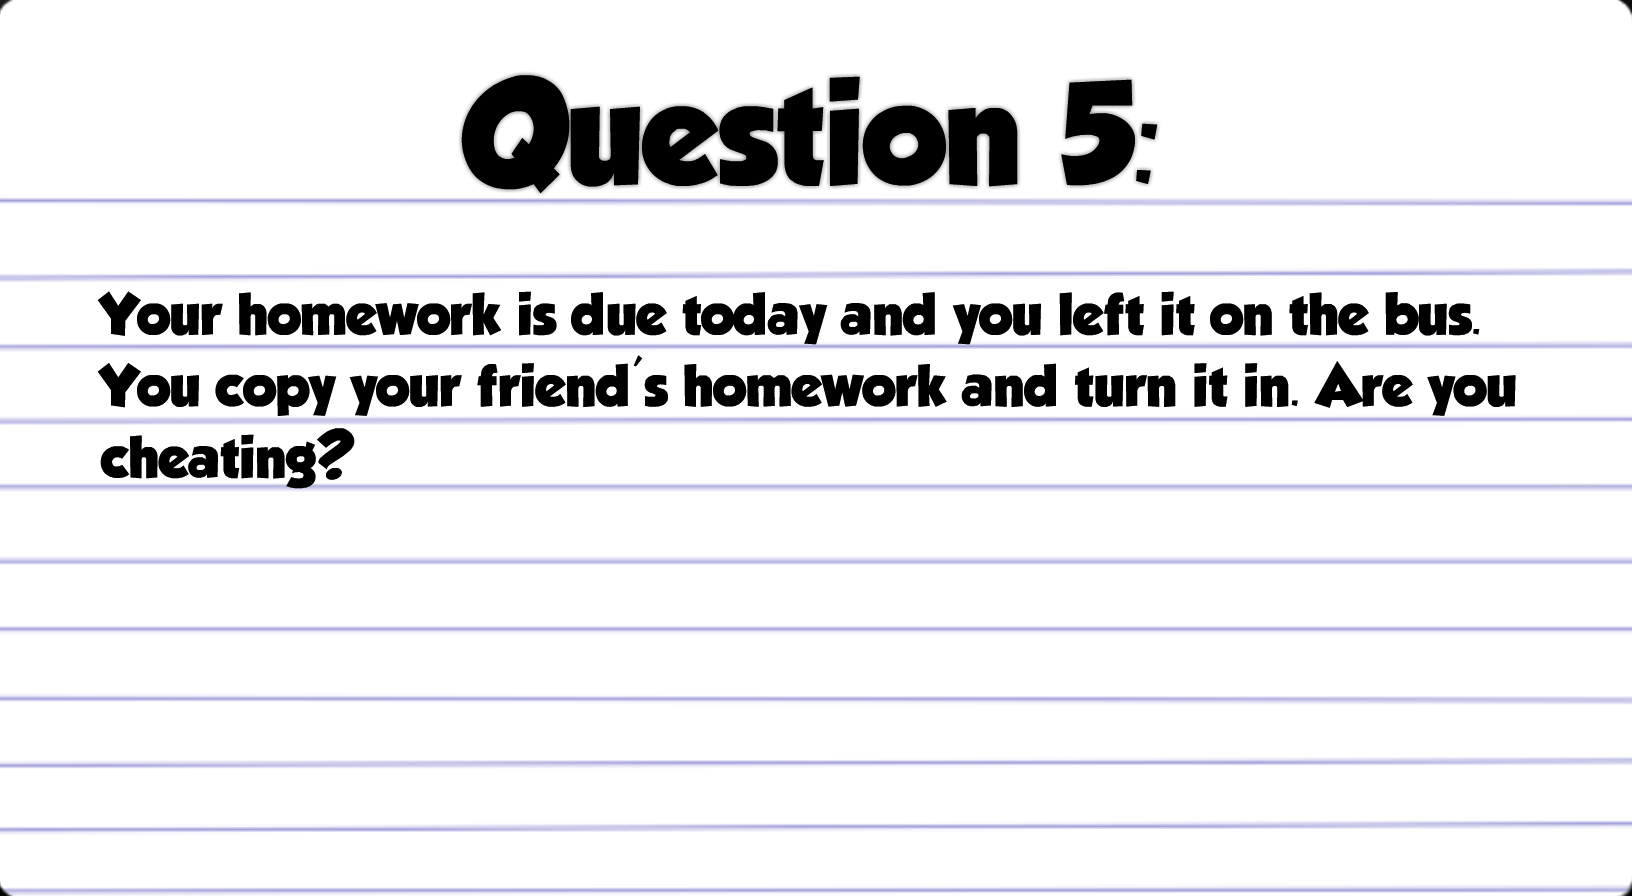 Question 5:
Your homework is due today and you left it on the bus.
You copy your friend's homework and turn it in. Are you
cheating?